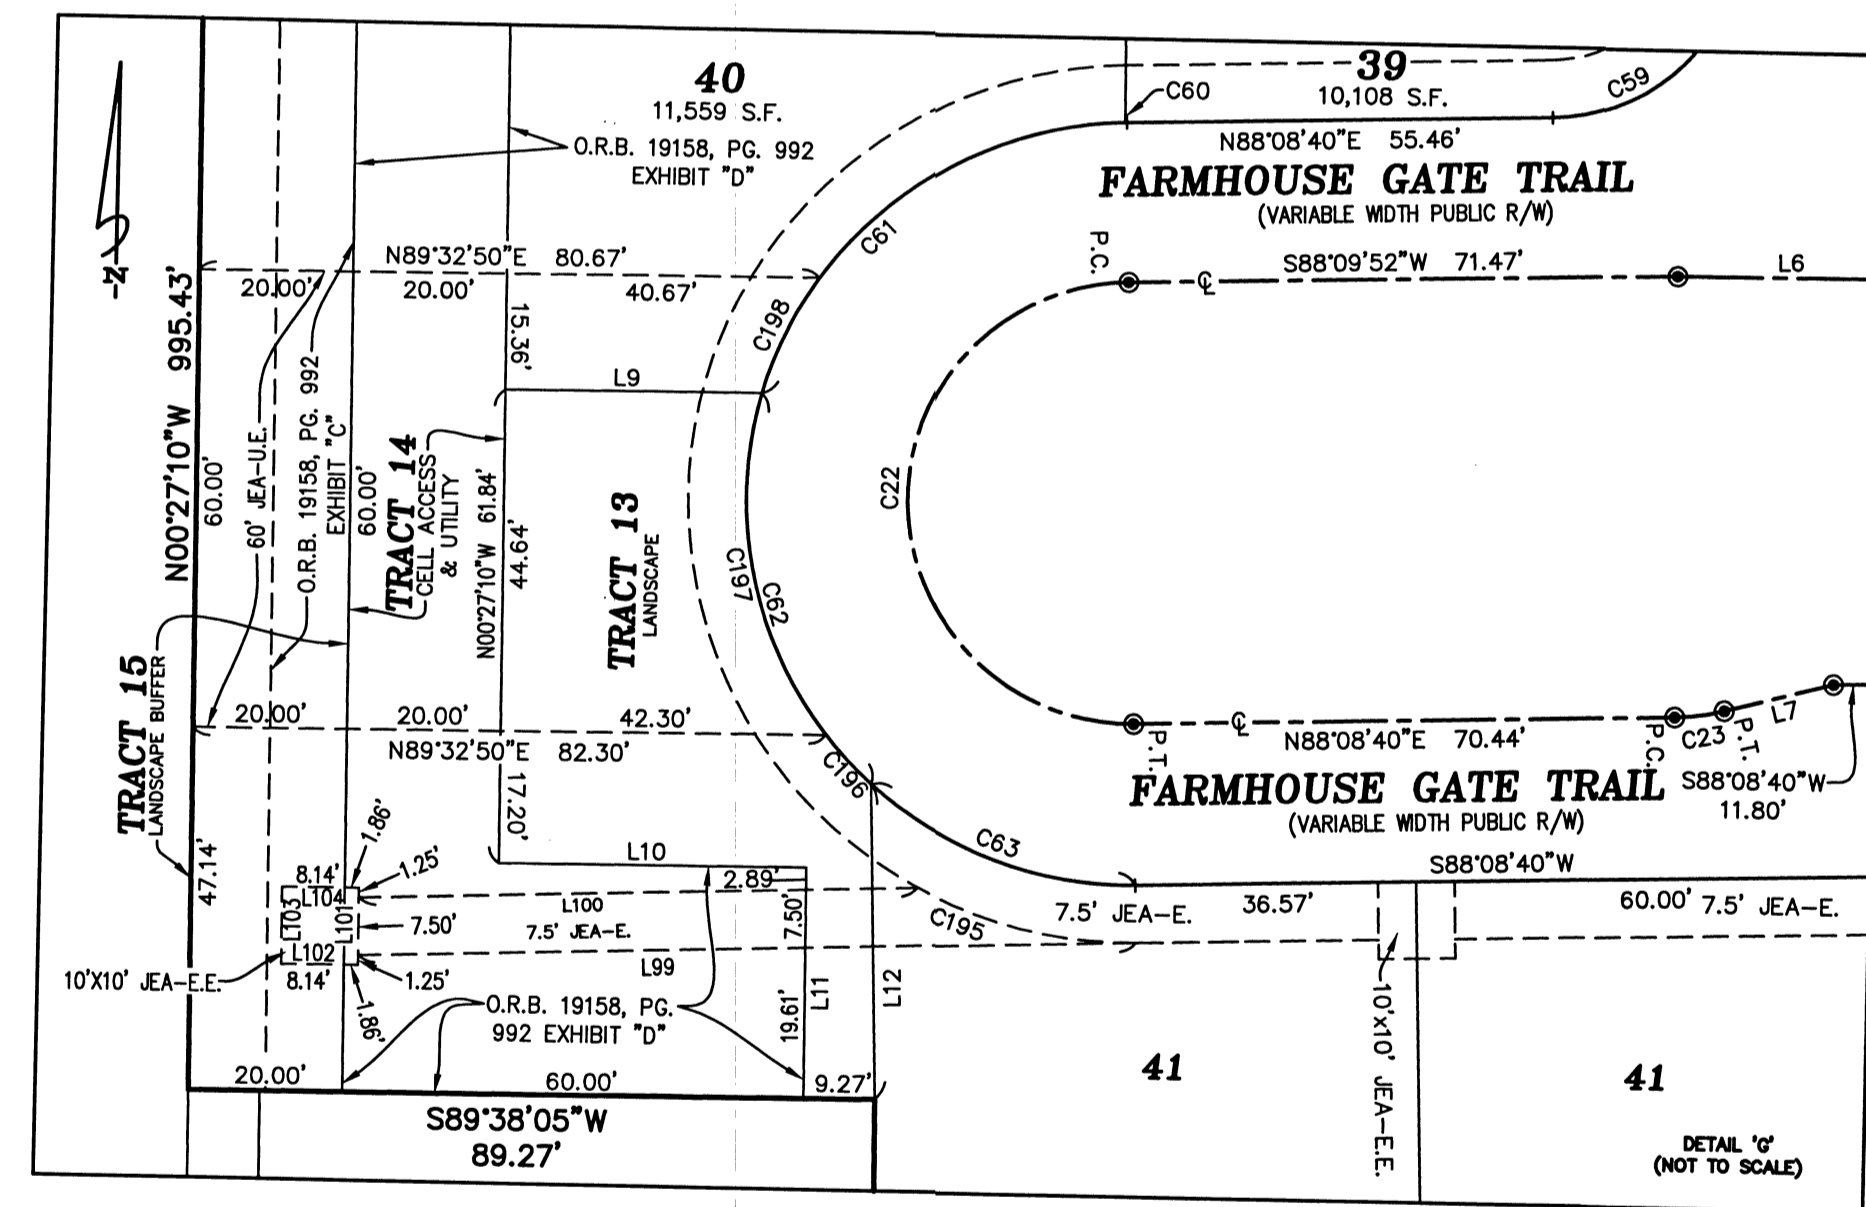 40
11,559 S.F.
O.R.B. 19158, PG. 992
EXHIBIT "D"
39
10,108 S.F.
C59
C60
N88°08'40"E 55.46'
FARMHOUSE GATE TRAIL
(VARIABLE WIDTH PUBLIC R/W)
C61
P.C.
S88°09'52"W 71.47'
L6
N
N89°32'50"E 80.67'
20.00'
20.00'
40.67'
N00°27'10"W 995.43'
60.00'
60' JEA-U.E.
O.R.B. 19158, PG. 992
EXHIBIT "C"
60.00'
15.36'
C198
L9
TRACT 14
CELL ACCESS
& UTILITY
N00°27'10"W 61.84'
44.64'
TRACT 13
LANDSCAPE
C197
C62
C22
TRACT 15
LANDSCAPE BUFFER
20.00'
20.00'
42.30'
N89°32'50"E 82.30'
C196
17.20'
P.T.
N88°08'40"E 70.44'
P.C.
C23
P.T.
L7
S88°08'40"W
11.80'
FARMHOUSE GATE TRAIL
(VARIABLE WIDTH PUBLIC R/W)
C63
S88°08'40"W
47.14'
1.86'
8.14'
1.25'
L10
2.89'
L104
L103
L101
L102
7.50'
L100
7.5' JEA-E.
7.50'
C195
7.5' JEA-E.
36.57'
60.00'
7.5' JEA-E.
10'X10' JEA-E.E.
8.14'
1.25'
1.86'
L99
O.R.B. 19158, PG.
992 EXHIBIT "D"
19.61'
L11
L12
10'x10' JEA-E.E.
20.00'
60.00'
9.27'
41
41
S89°38'05"W
89.27'
DETAIL 'G'
(NOT TO SCALE)